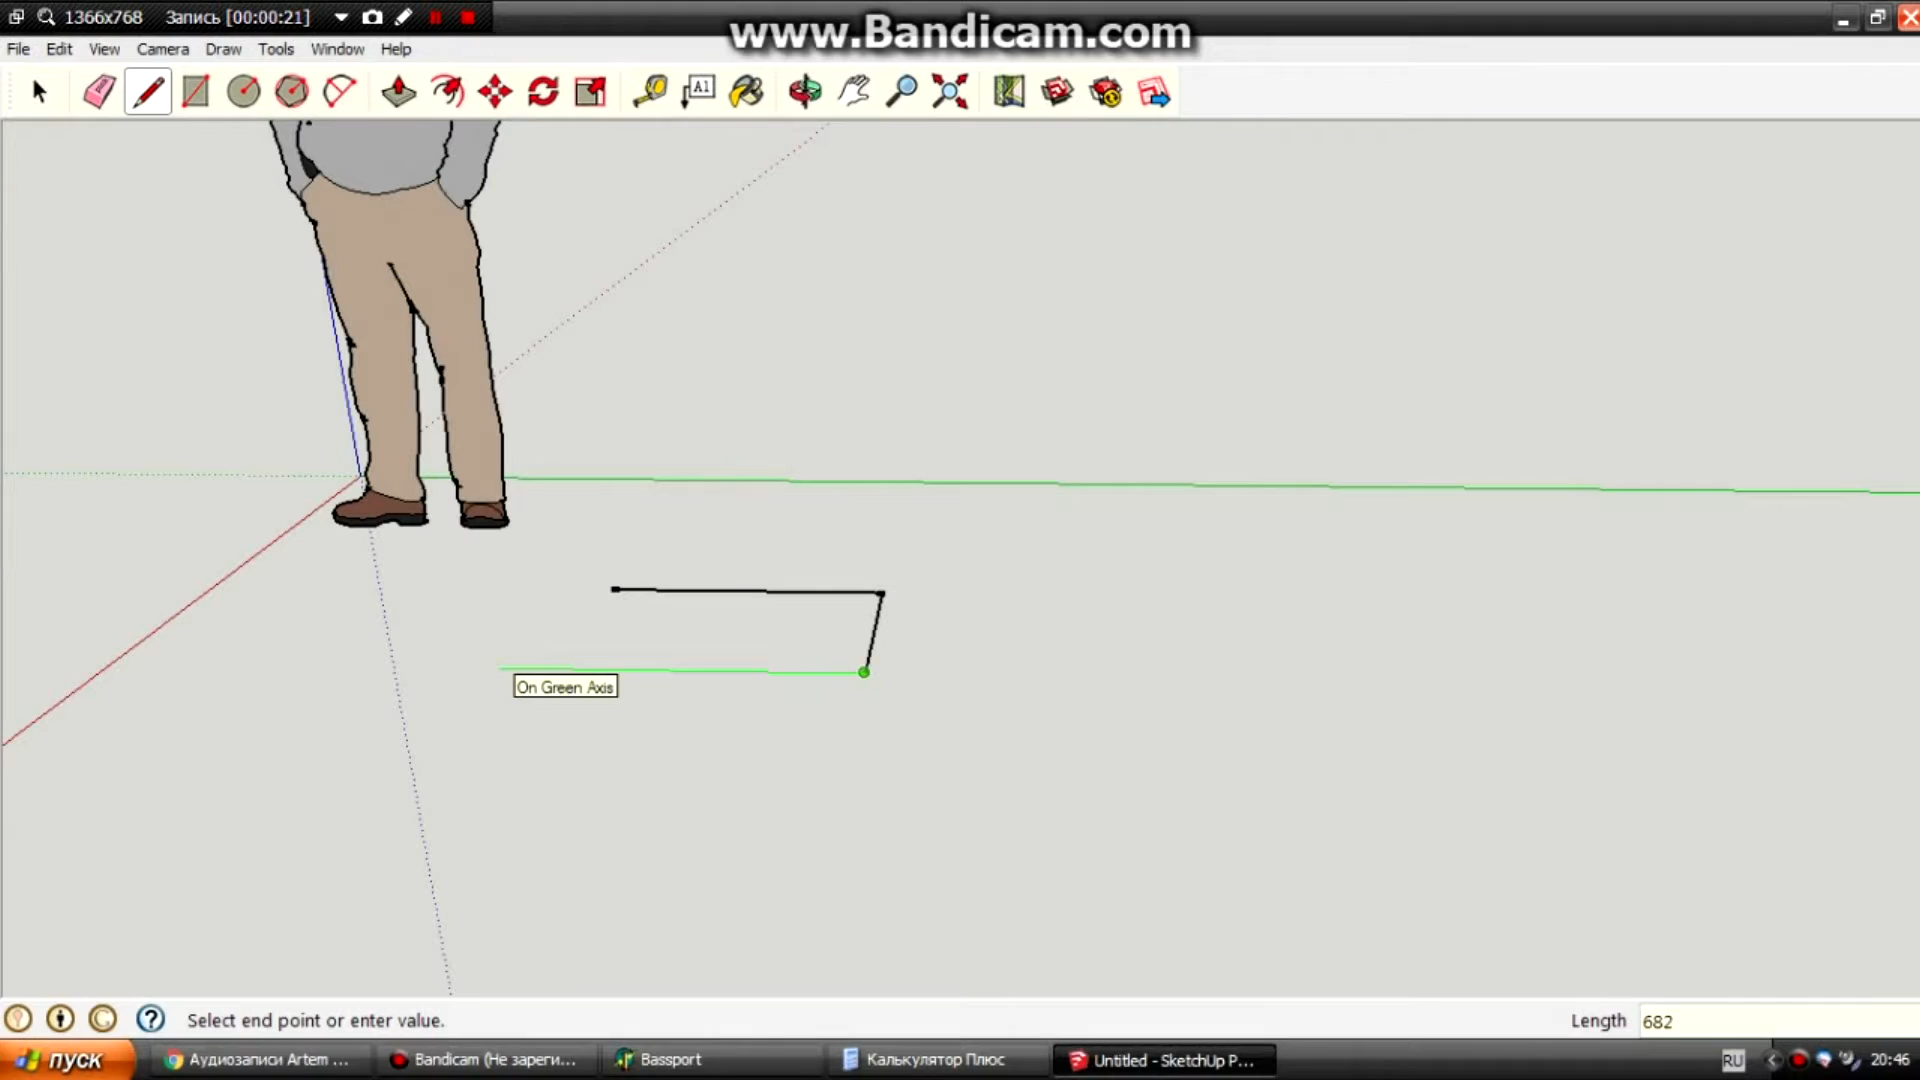 1366x768 Запись [00:00:21]
www.Bandicam.com
File Edit View Camera Draw Tools Window Help
A1
On Green Axis
Select end point or enter value.
Length 682
пуск Аудиозаписи Artem ... Bandicam (Не зареги... Bassport Калькулятор Плюс Untitled - SketchUp P... RU 20:46